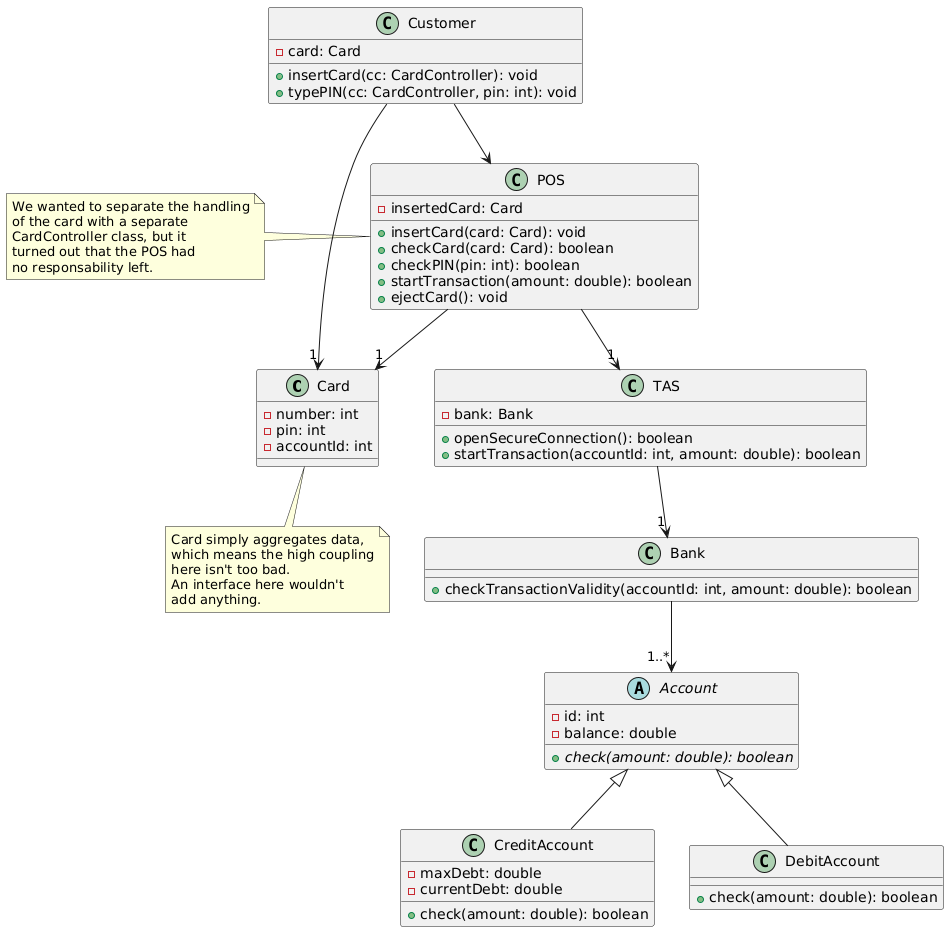 C Customer
card: Card
insertCard(cc: CardController): void
typePIN(cc: CardController, pin: int): void
We wanted to separate the handling
of the card with a separate
CardController class, but it
turned out that the POS had
no responsability left.
C POS
insertedCard: Card
insertCard(card: Card): void
checkCard(card: Card): boolean
checkPIN(pin: int): boolean
startTransaction(amount: double): boolean
ejectCard(): void
1
1
1
C Card
number: int
pin: int
accountId: int
C TAS
bank: Bank
openSecureConnection(): boolean
startTransaction(accountId: int, amount: double): boolean
1
Card simply aggregates data,
which means the high coupling
here isn't too bad.
An interface here wouldn't
add anything.
C Bank
checkTransactionValidity(accountId: int, amount: double): boolean
1..*
A Account
id: int
balance: double
check(amount: double): boolean
C CreditAccount
maxDebt: double
currentDebt: double
check(amount: double): boolean
C DebitAccount
check(amount: double): boolean